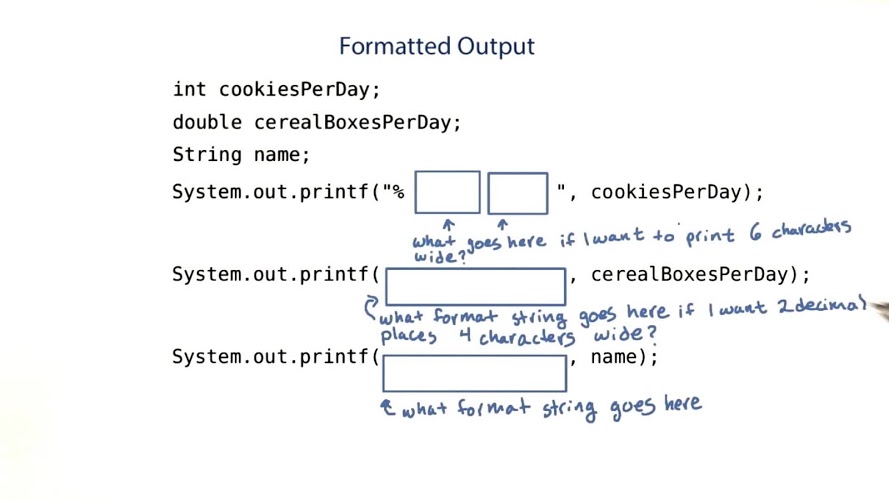 Formatted Output
int cookiesPerDay;
double cerealBoxesPerDay;
String name;
System.out.printf("% ", cookiesPerDay);
what goes here if I want to print 6 characters
wide?
System.out.printf( , cerealBoxesPerDay);
what format string goes here if I want 2 decimal
places 4 characters wide?
System.out.printf( , name);
what format string goes here